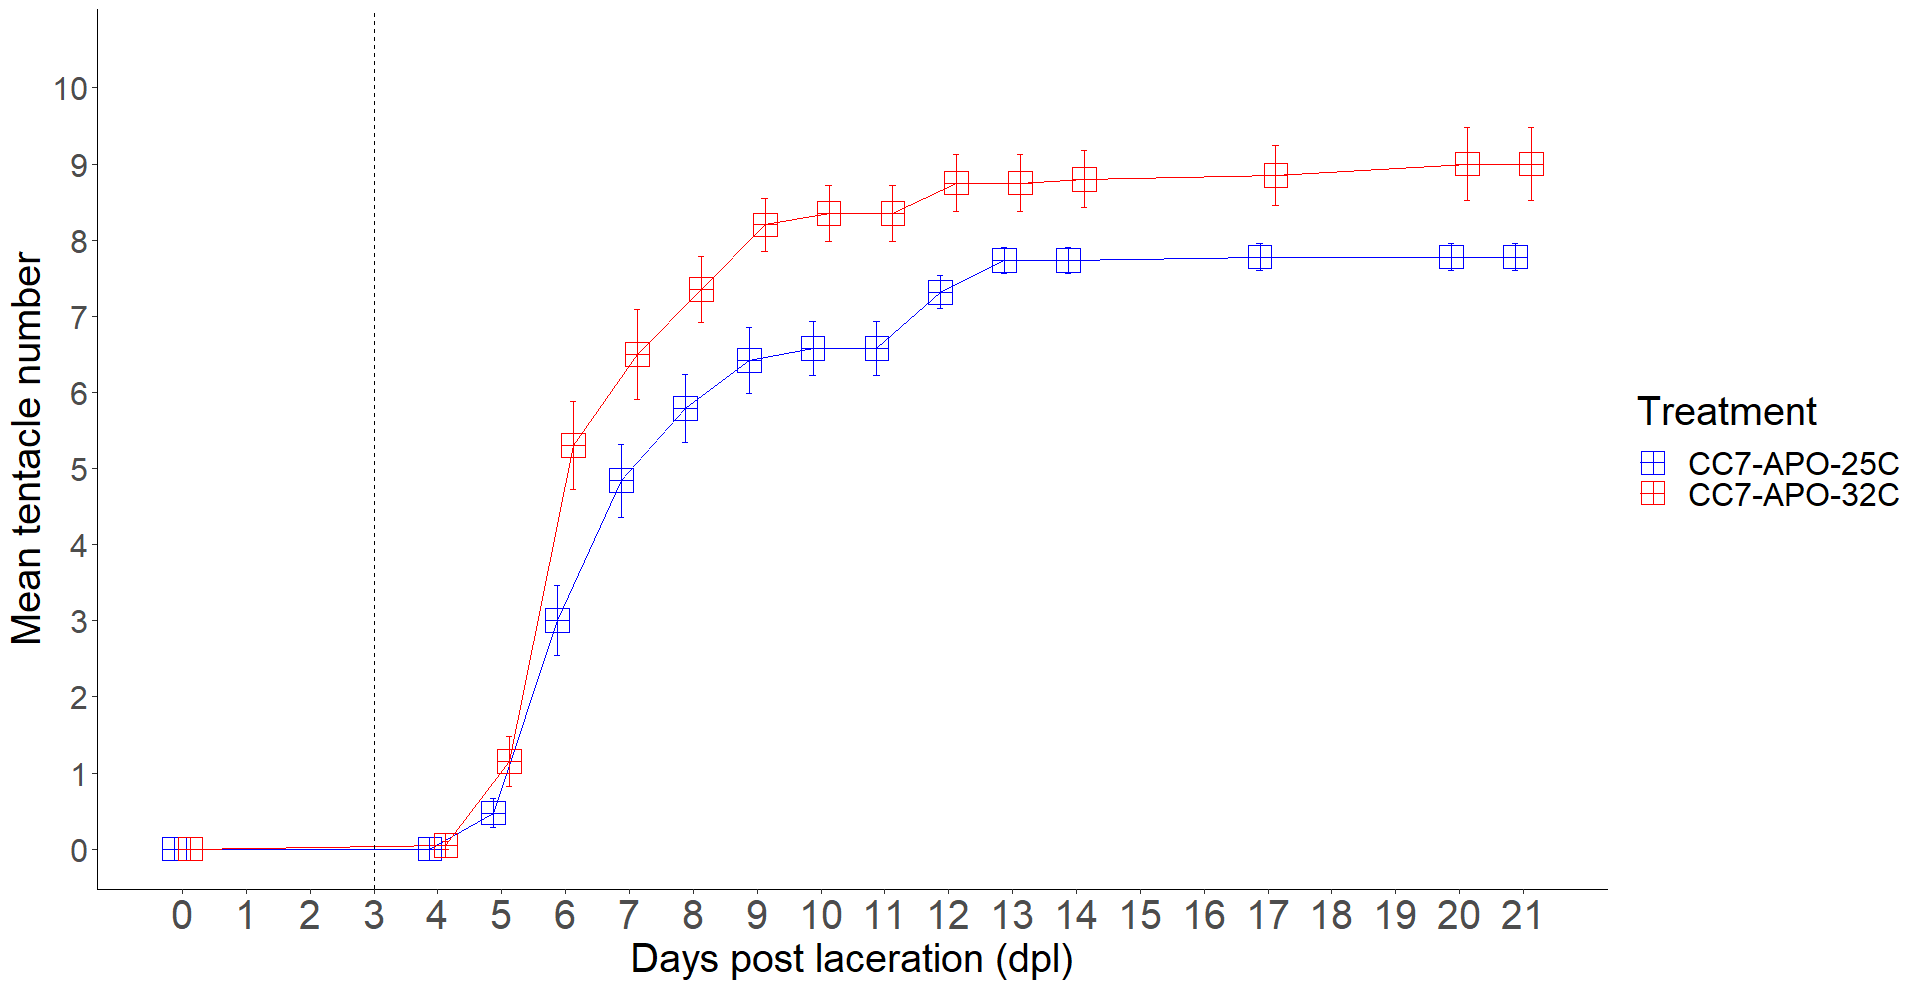 Mean tentacle number
10
9
8
7
6
5
4
3
2
1
0
0 1 2 3 4 5 6 7 8 9 10 11 12 13 14 15 16 17 18 19 20 21
Days post laceration (dpl)
Treatment
CC7-APO-25C
CC7-APO-32C